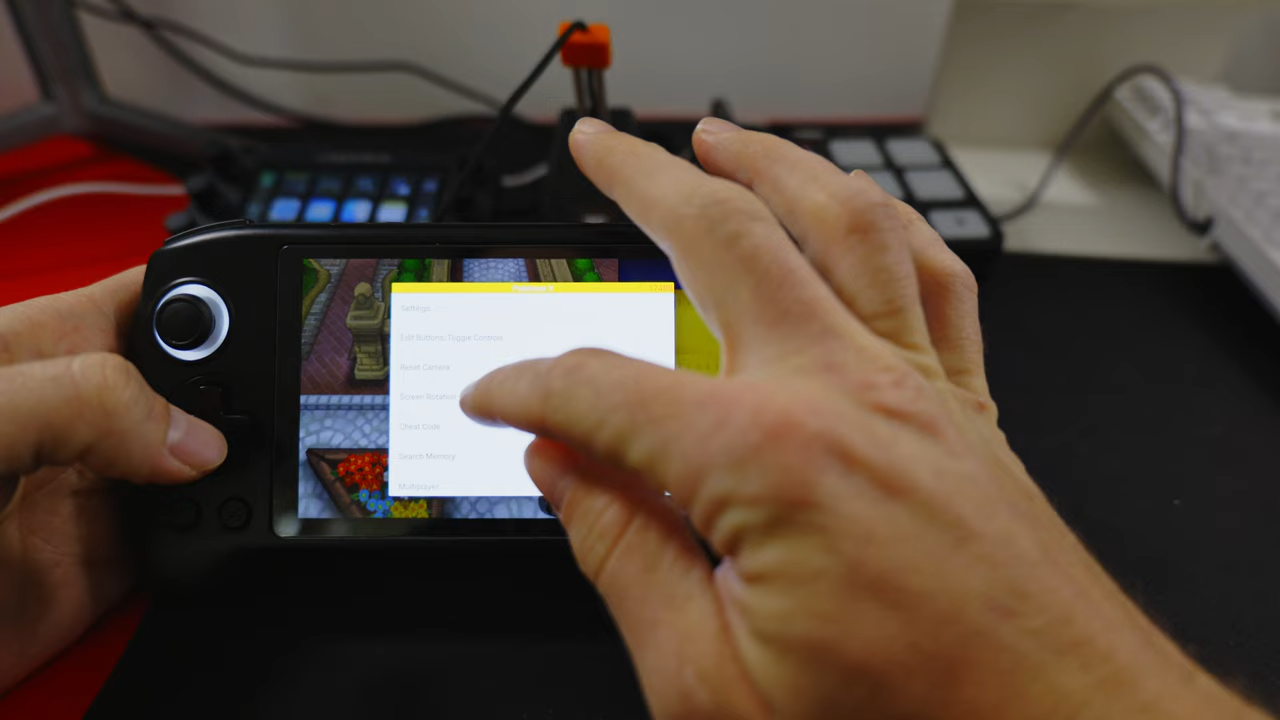 Settings
Edit Buttons/Toggle Controls
Reset Camera
Screen Rotation
Cheat Code
Search Memory
Multiplayer